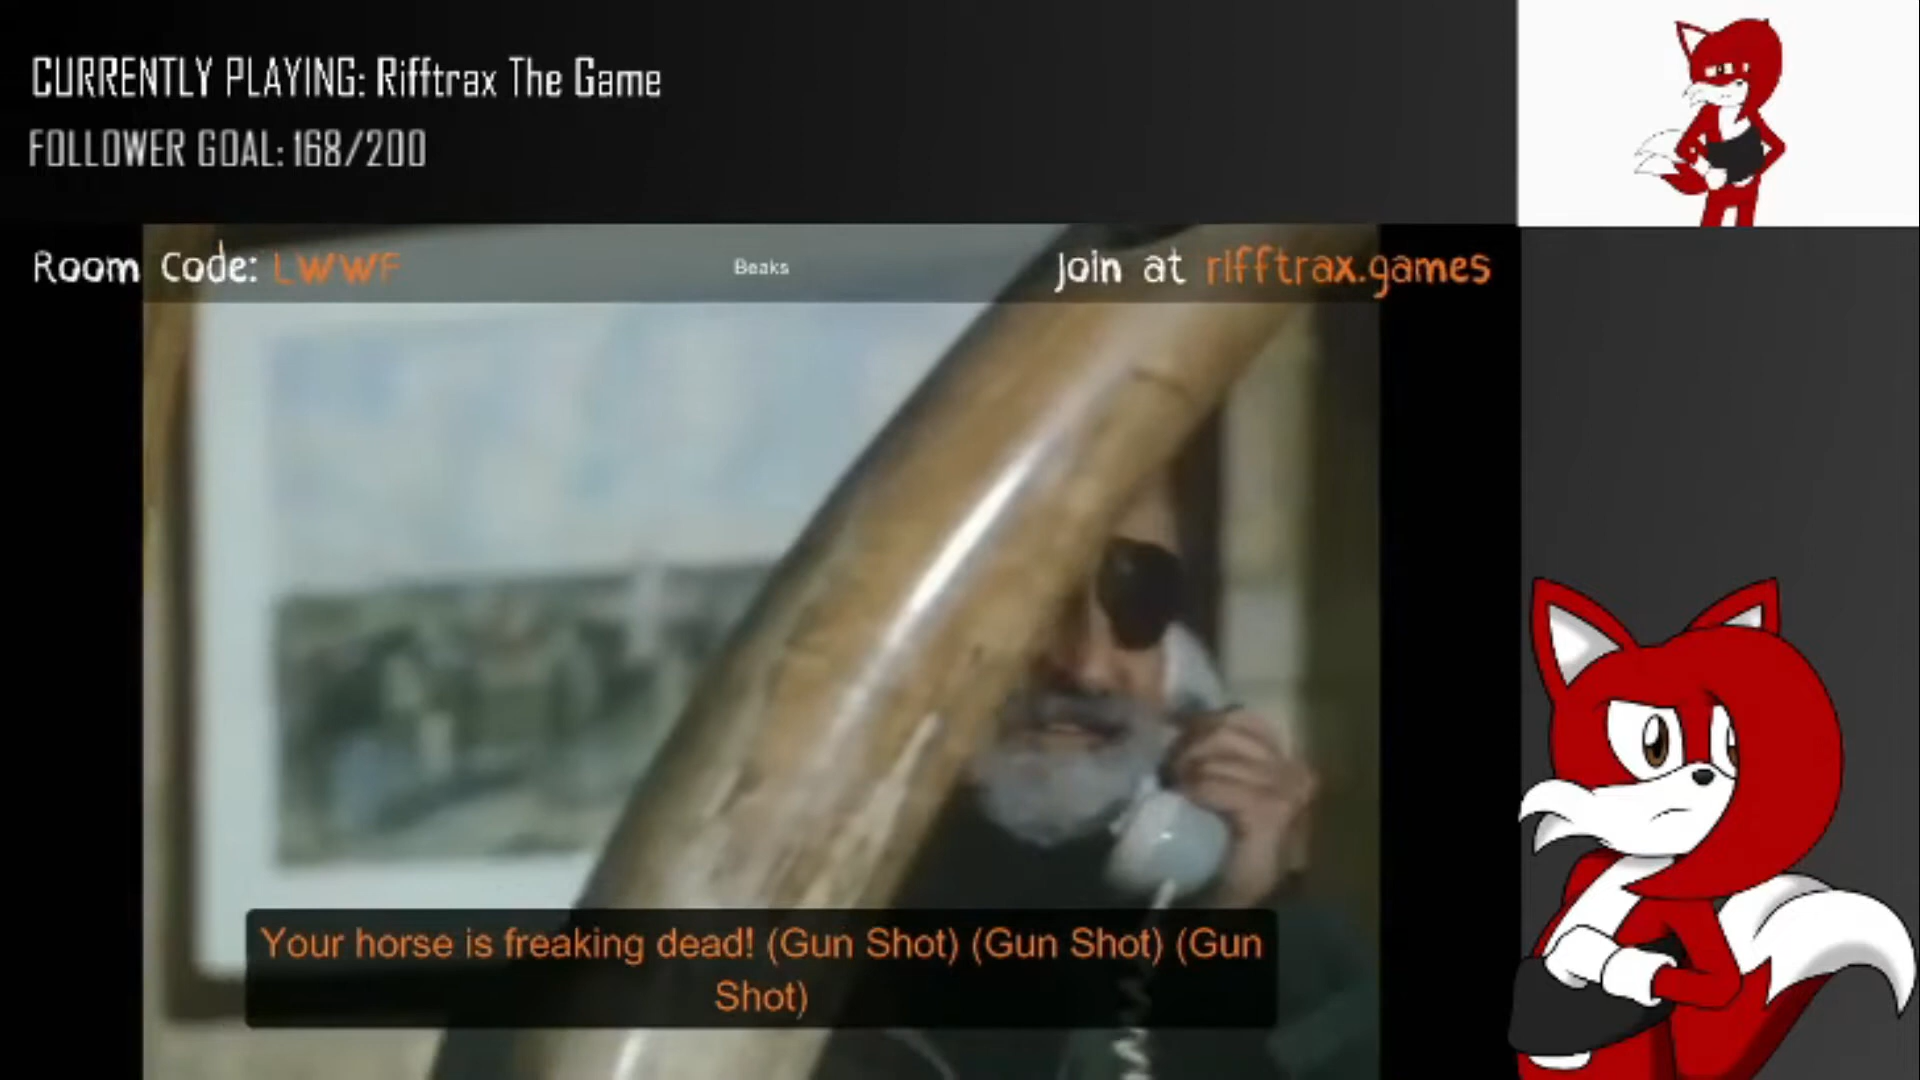 CURRENTLY PLAYING: Rifftrax The Game
FOLLOWER GOAL: 168/200
Room Code: LWWF
Beaks
Join at rifftrax.games
Your horse is freaking dead! (Gun Shot) (Gun Shot) (Gun
Shot)